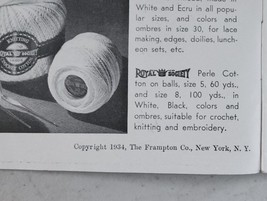 White and Ecru in all popu-
lar sizes, and colors and
ombres in size 30, for lace
making, edges, doilies, lunch-
eon sets, etc.
ROYAL SOCIETY Perle Cot-
ton on balls, size 5, 60 yds.,
and size 8, 100 yds., in
White, Black, colors and
ombres, suitable for crochet,
knitting and embroidery.
Copyright 1934, The Frampton Co., New York, N. Y.